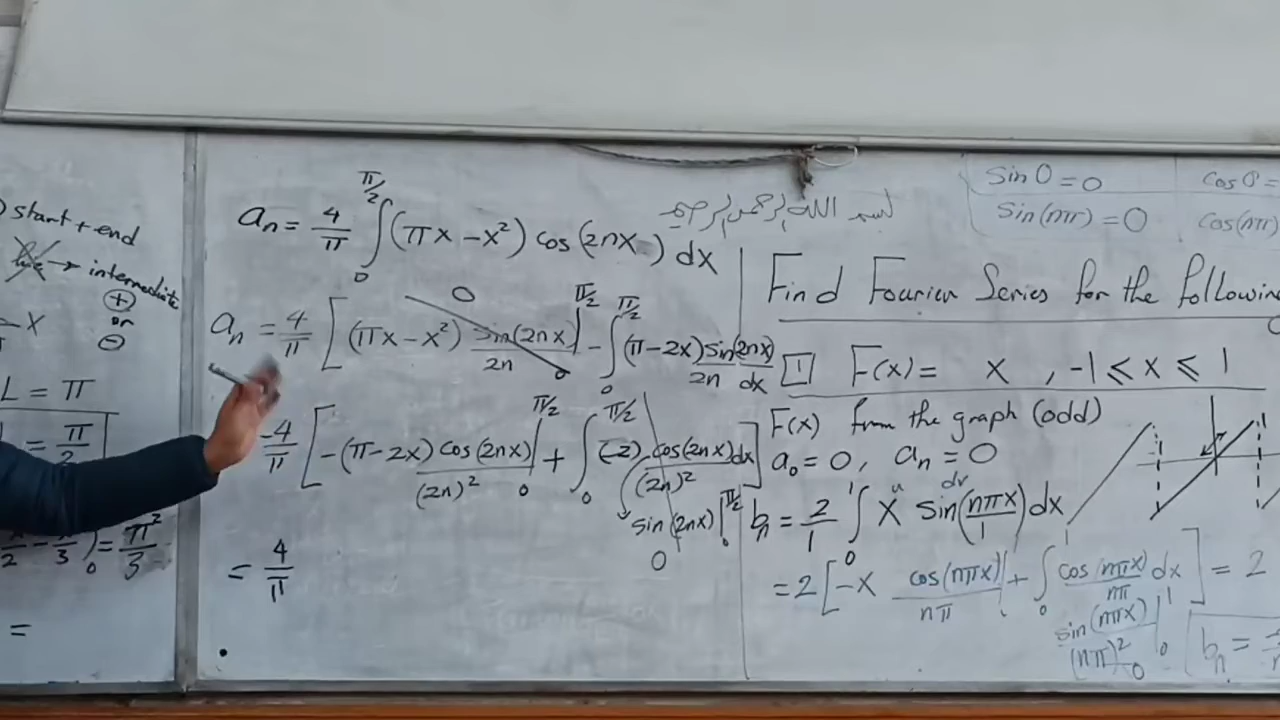 start + end
→ intermediate
+
or
-
L = π
= π/2
) = π²/3
=
aₙ = 4/π ∫₀^{π/2} (πx - x²) cos(2nx) dx
aₙ = 4/π [ (πx - x²) sin(2nx)/2n |₀^{π/2} - ∫₀^{π/2} (π - 2x) sin(2nx)/2n dx
0
-4/π [ -(π - 2x) cos(2nx)/(2n)² |₀^{π/2} + ∫₀^{π/2} (-2) cos(2nx)/(2n)² dx ]
sin(2nx) |₀^{π/2}
0
= 4/π
بسم الله الرحمن الرحيم
Sin 0 = 0
Sin(nπ) = 0
Cos 0 =
Cos(nπ)
Find Fourier Series for the following
1 F(x) = x , -1 ≤ x ≤ 1
F(x) from the graph (odd)
a₀ = 0 , aₙ = 0
bₙ = 2/1 ∫₀¹ x sin(nπx/1) dx
u dv
= 2 [ -x cos(nπx)/nπ | + ∫₀¹ cos(nπx)/nπ dx ] = 2
sin(nπx)/(nπ)² |₀¹
0
bₙ =